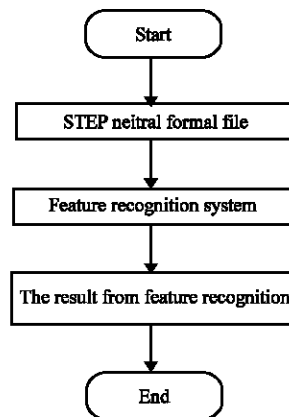 Start
STEP neitral formal file
Feature recognition system
The result from feature recognition
End